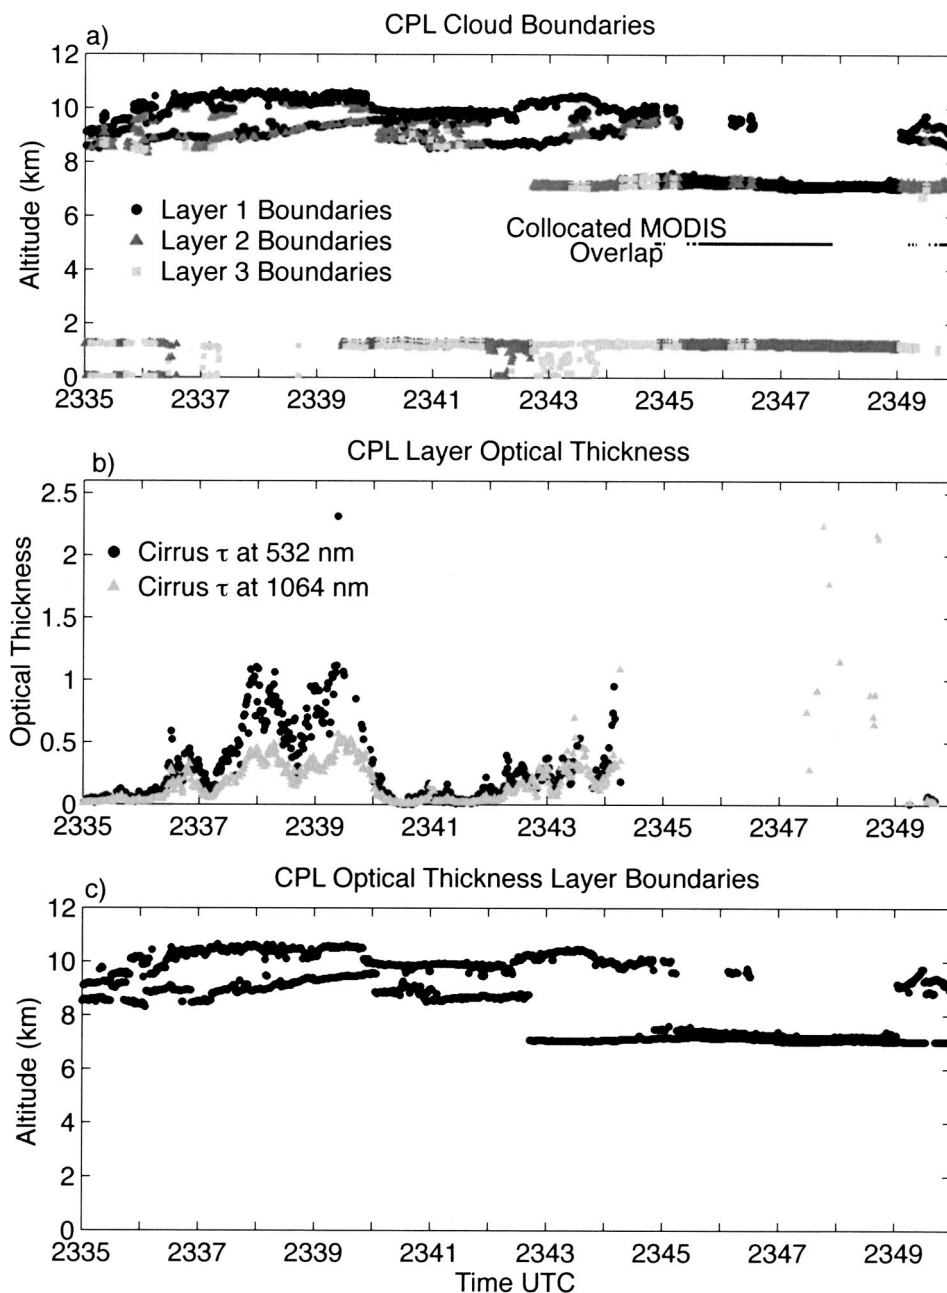 CPL Cloud Boundaries
a)
12
10
8
6
4
2
0
Altitude (km)
Layer 1 Boundaries
Layer 2 Boundaries
Layer 3 Boundaries
Collocated MODIS
Overlap
2335 2337 2339 2341 2343 2345 2347 2349
CPL Layer Optical Thickness
b)
2.5
2
1.5
1
0.5
0
Optical Thickness
Cirrus τ at 532 nm
Cirrus τ at 1064 nm
2335 2337 2339 2341 2343 2345 2347 2349
CPL Optical Thickness Layer Boundaries
c)
12
10
8
6
4
2
0
Altitude (km)
2335 2337 2339 2341 2343 2345 2347 2349
Time UTC